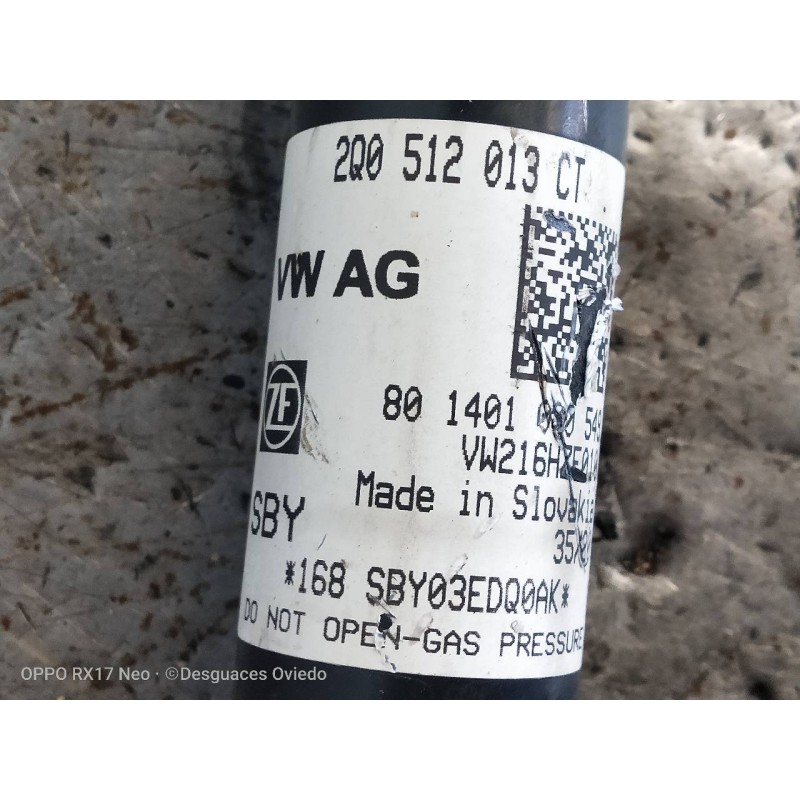 2Q0 512 013 CT
VW AG
ZF
80 1401
Made in Slovakia
SBY
*168 SBY03EDQ0AK*
DO NOT OPEN-GAS PRESSURE
OPPO RX17 Neo · ©Desguaces Oviedo